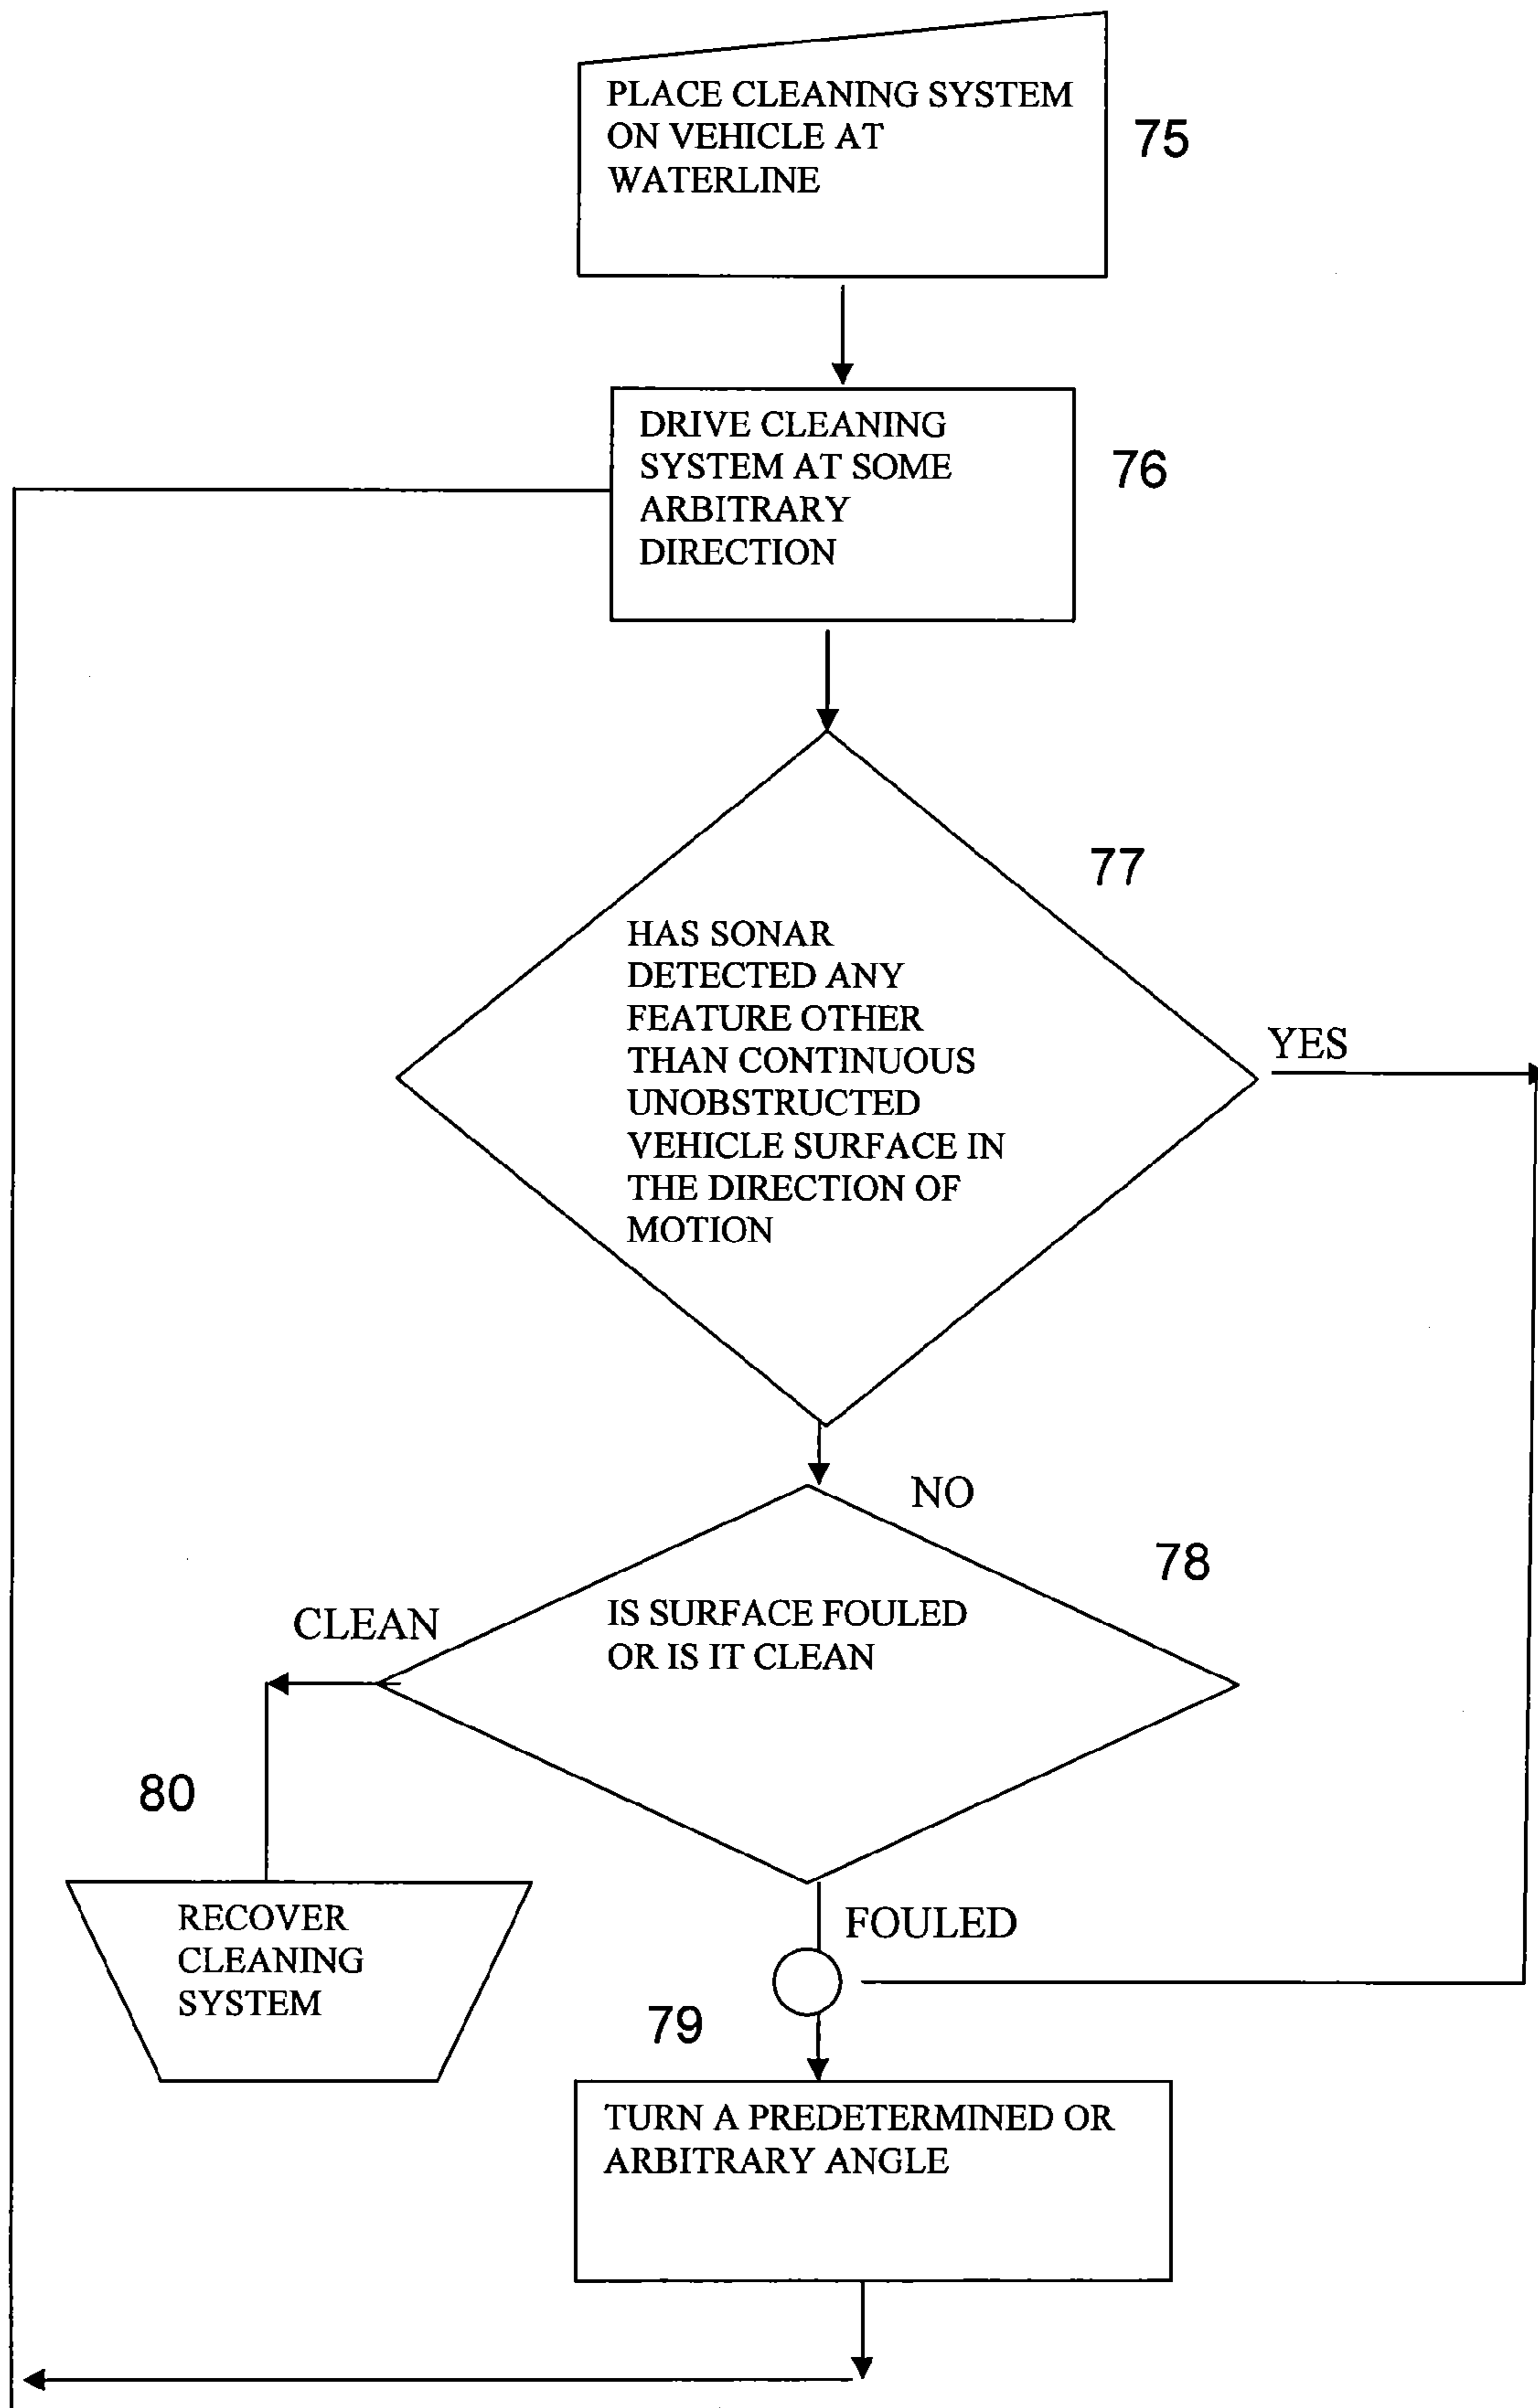 PLACE CLEANING SYSTEM
ON VEHICLE AT
WATERLINE
75
DRIVE CLEANING
SYSTEM AT SOME
ARBITRARY
DIRECTION
76
77
HAS SONAR
DETECTED ANY
FEATURE OTHER
THAN CONTINUOUS
UNOBSTRUCTED
VEHICLE SURFACE IN
THE DIRECTION OF
MOTION
YES
NO
78
IS SURFACE FOULED
OR IS IT CLEAN
CLEAN
80
RECOVER
CLEANING
SYSTEM
FOULED
79
TURN A PREDETERMINED OR
ARBITRARY ANGLE